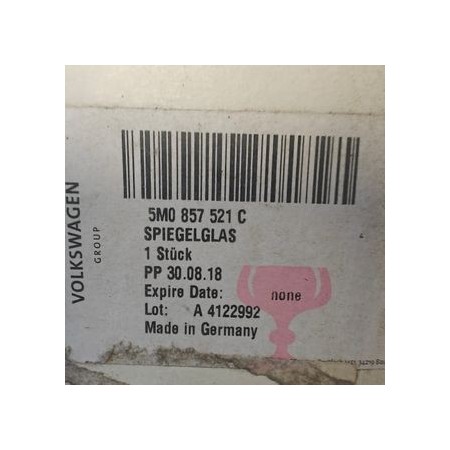 VOLKSWAGEN
GROUP
5M0 857 521 C
SPIEGELGLAS
1 Stück
PP 30.08.18
Expire Date: none
Lot: A 4122992
Made in Germany